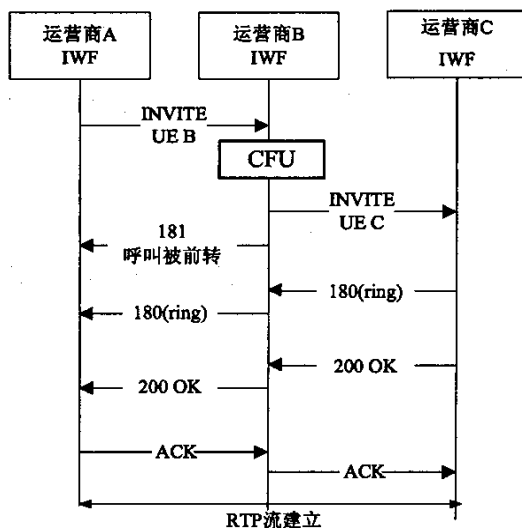 运营商A
IWF
运营商B
IWF
运营商C
IWF
INVITE
UE B
CFU
INVITE
UE C
181
呼叫被前转
180(ring)
180(ring)
200 OK
200 OK
ACK
ACK
RTP流建立